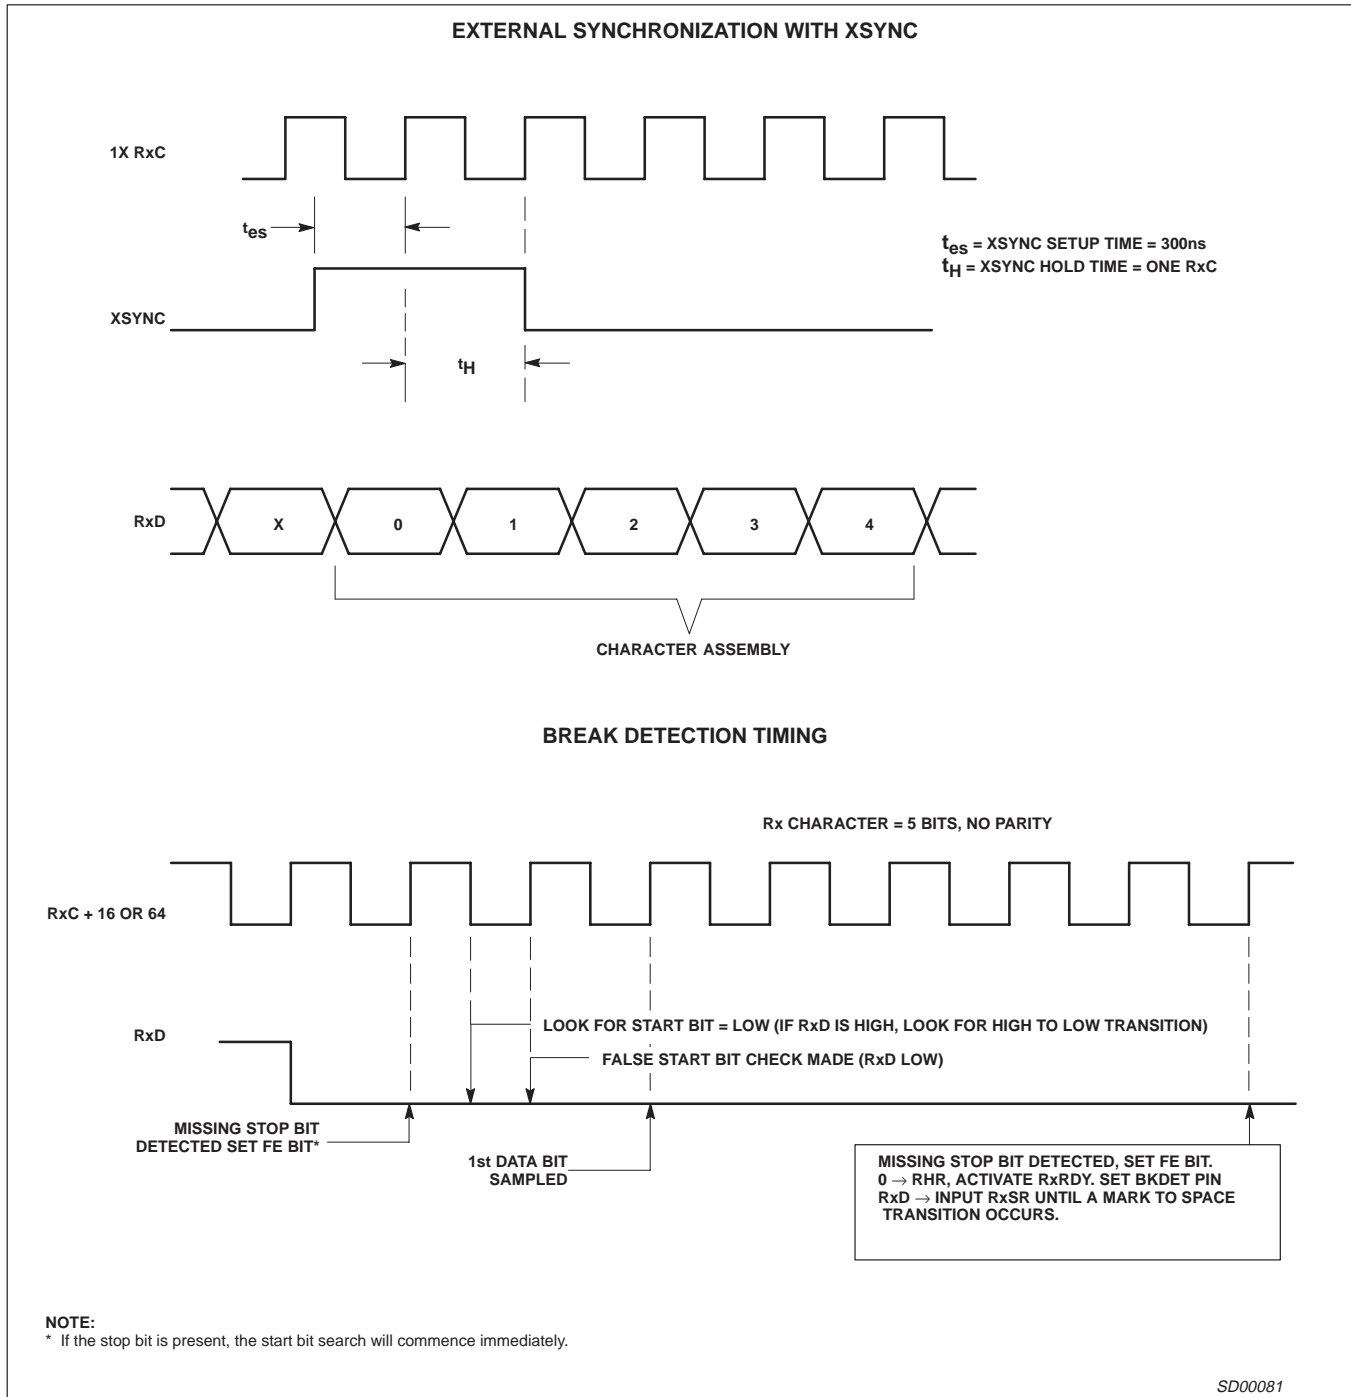 EXTERNAL SYNCHRONIZATION WITH XSYNC
1X RxC
tes
tes = XSYNC SETUP TIME = 300ns
tH = XSYNC HOLD TIME = ONE RxC
XSYNC
tH
RxD
X 0 1 2 3 4
CHARACTER ASSEMBLY
BREAK DETECTION TIMING
Rx CHARACTER = 5 BITS, NO PARITY
RxC + 16 OR 64
LOOK FOR START BIT = LOW (IF RxD IS HIGH, LOOK FOR HIGH TO LOW TRANSITION)
RxD
FALSE START BIT CHECK MADE (RxD LOW)
MISSING STOP BIT
DETECTED SET FE BIT*
1st DATA BIT
SAMPLED
MISSING STOP BIT DETECTED, SET FE BIT.
0 → RHR, ACTIVATE RxRDY. SET BKDET PIN
RxD → INPUT RxSR UNTIL A MARK TO SPACE
TRANSITION OCCURS.
NOTE:
* If the stop bit is present, the start bit search will commence immediately.
SD00081